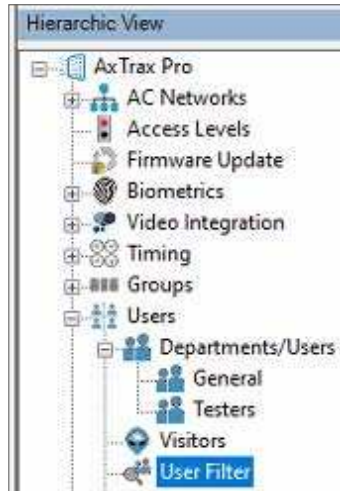 Hierarchic View
AxTrax Pro
AC Networks
Access Levels
Firmware Update
Biometrics
Video Integration
Timing
Groups
Users
Departments/Users
General
Testers
Visitors
User Filter